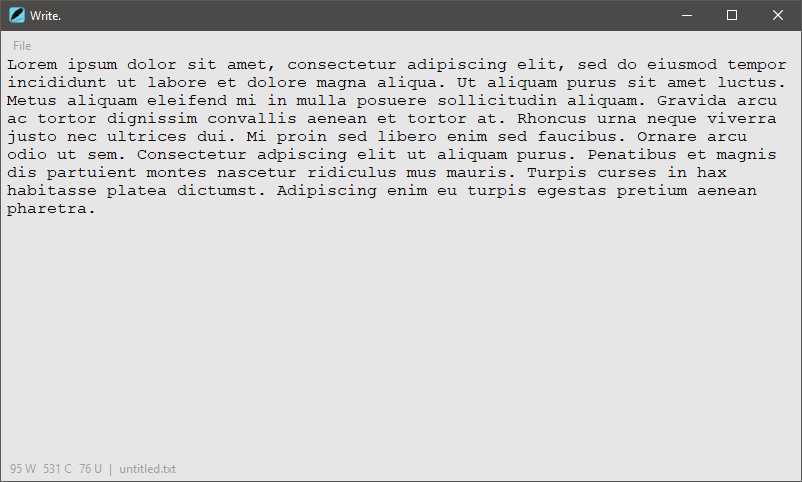 Write.
File
Lorem ipsum dolor sit amet, consectetur adipiscing elit, sed do eiusmod tempor
incididunt ut labore et dolore magna aliqua. Ut aliquam purus sit amet luctus.
Metus aliquam eleifend mi in mulla posuere sollicitudin aliquam. Gravida arcu
ac tortor dignissim convallis aenean et tortor at. Rhoncus urna neque viverra
justo nec ultrices dui. Mi proin sed libero enim sed faucibus. Ornare arcu
odio ut sem. Consectetur adpiscing elit ut aliquam purus. Penatibus et magnis
dis partuient montes nascetur ridiculus mus mauris. Turpis curses in hax
habitasse platea dictumst. Adipiscing enim eu turpis egestas pretium aenean
pharetra.
95 W 531 C 76 U | untitled.txt